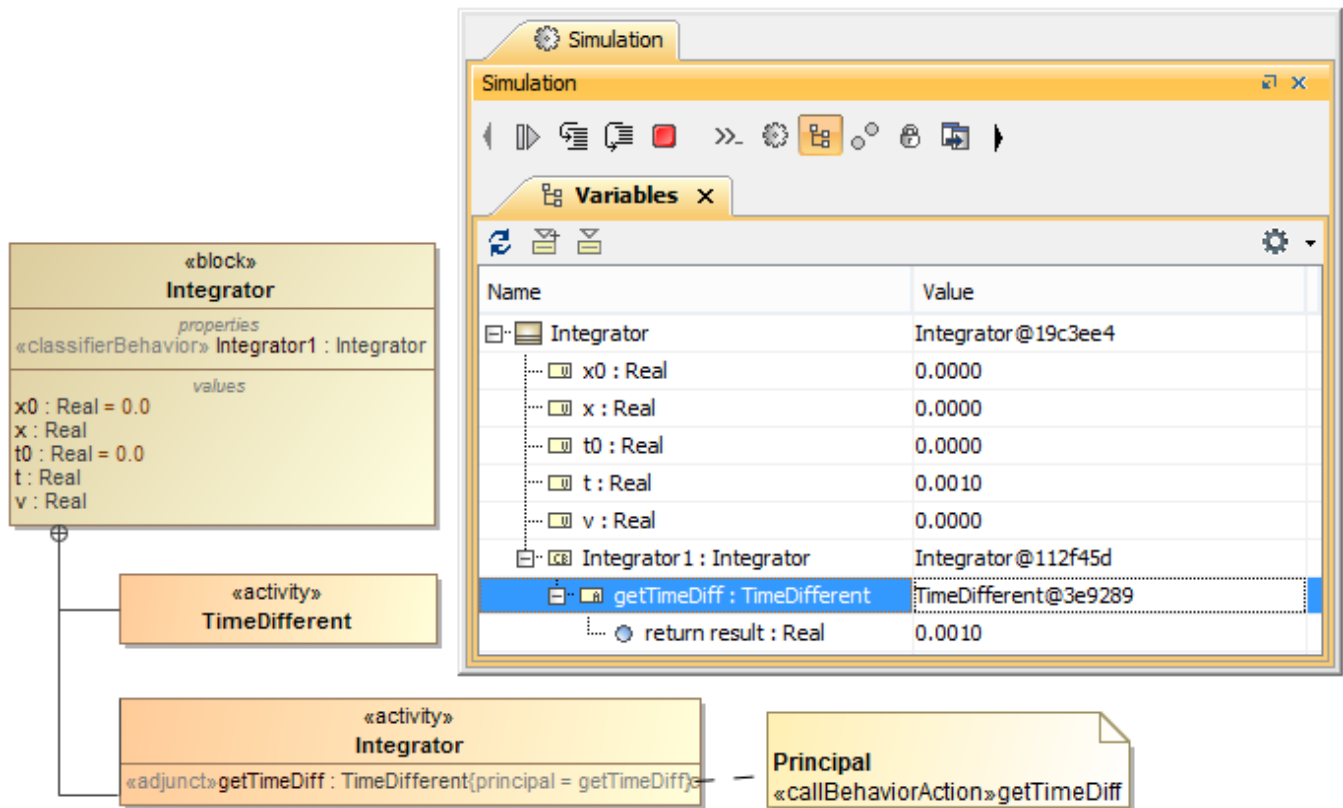 Simulation
Simulation
Variables
Name Value
Integrator Integrator@19c3ee4
x0 : Real 0.0000
x : Real 0.0000
t0 : Real 0.0000
t : Real 0.0010
v : Real 0.0000
Integrator1 : Integrator Integrator@112f45d
getTimeDiff : TimeDifferent TimeDifferent@3e9289
return result : Real 0.0010
«block»
Integrator
properties
«classifierBehavior» Integrator1 : Integrator
values
x0 : Real = 0.0
x : Real
t0 : Real = 0.0
t : Real
v : Real
«activity»
TimeDifferent
«activity»
Integrator
«adjunct»getTimeDiff : TimeDifferent{principal = getTimeDiff}
Principal
«callBehaviorAction»getTimeDiff